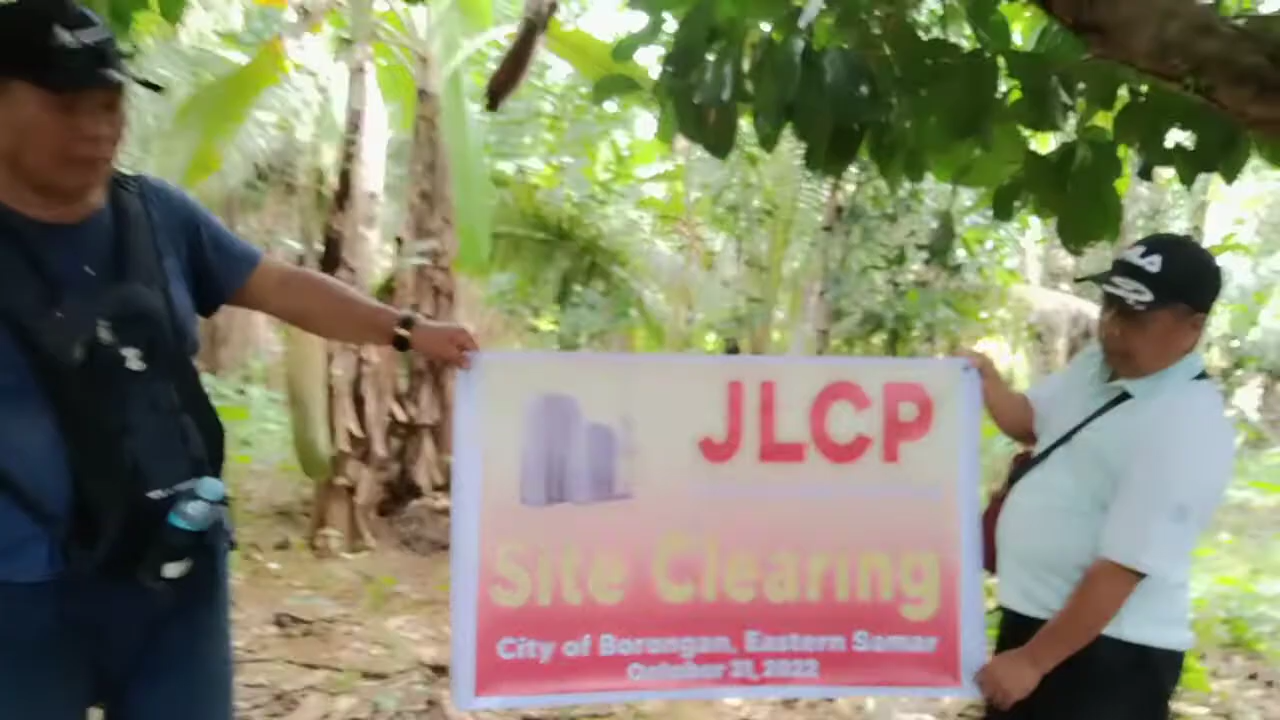 JLCP
Site Clearing
City of Borongan, Eastern Samar
October 21, 2022